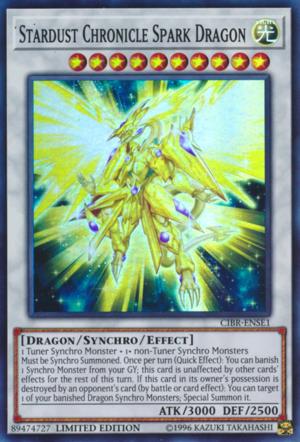 STARDUST CHRONICLE SPARK DRAGON
光
CIBR-ENSE1
[DRAGON/SYNCHRO/EFFECT]
1 Tuner Synchro Monster + 1+ non-Tuner Synchro Monsters
Must be Synchro Summoned. Once per turn (Quick Effect): You can banish
1 Synchro Monster from your GY; this card is unaffected by other cards'
effects for the rest of this turn. If this card in its owner's possession is
destroyed by an opponent's card (by battle or card effect): You can target
1 of your banished Dragon Synchro Monsters; Special Summon it.
ATK/3000 DEF/2500
89474727 LIMITED EDITION ©1996 KAZUKI TAKAHASHI